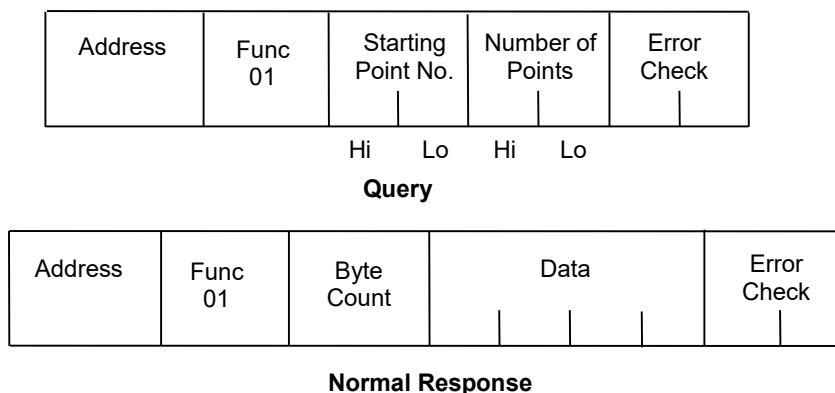 Address
Func
01
Starting
Point No.
Number of
Points
Error
Check
Hi Lo Hi Lo
Query
Address
Func
01
Byte
Count
Data
Error
Check
Normal Response